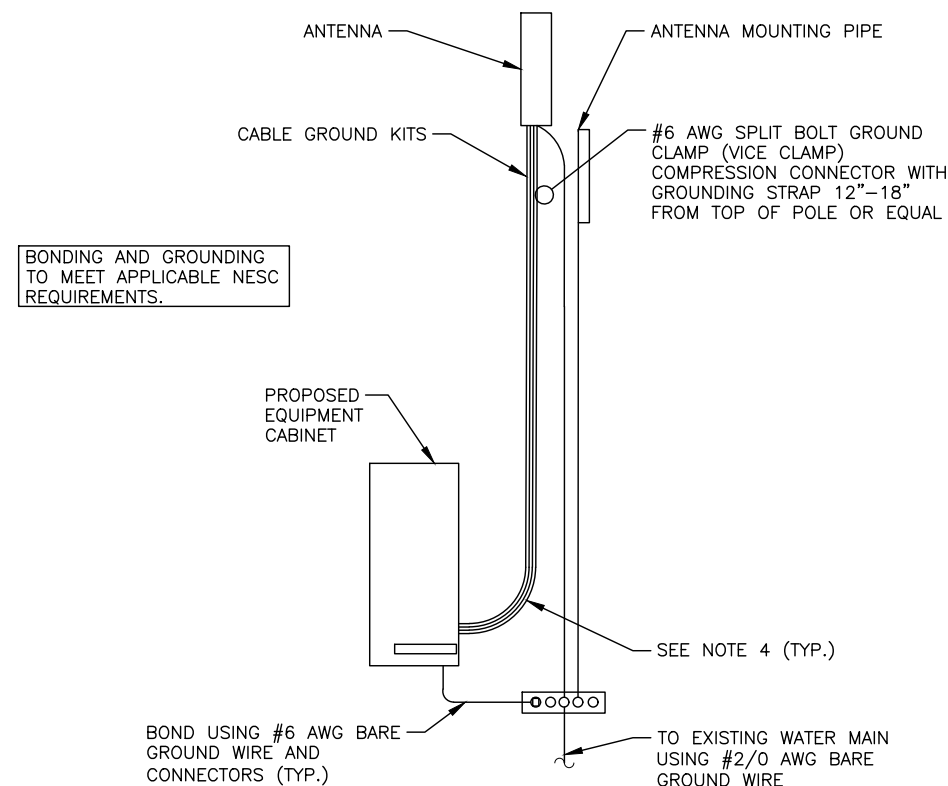 ANTENNA
ANTENNA MOUNTING PIPE
CABLE GROUND KITS
#6 AWG SPLIT BOLT GROUND
CLAMP (VICE CLAMP)
COMPRESSION CONNECTOR WITH
GROUNDING STRAP 12"–18"
FROM TOP OF POLE OR EQUAL
BONDING AND GROUNDING
TO MEET APPLICABLE NESC
REQUIREMENTS.
PROPOSED
EQUIPMENT
CABINET
SEE NOTE 4 (TYP.)
BOND USING #6 AWG BARE
GROUND WIRE AND
CONNECTORS (TYP.)
TO EXISTING WATER MAIN
USING #2/0 AWG BARE
GROUND WIRE